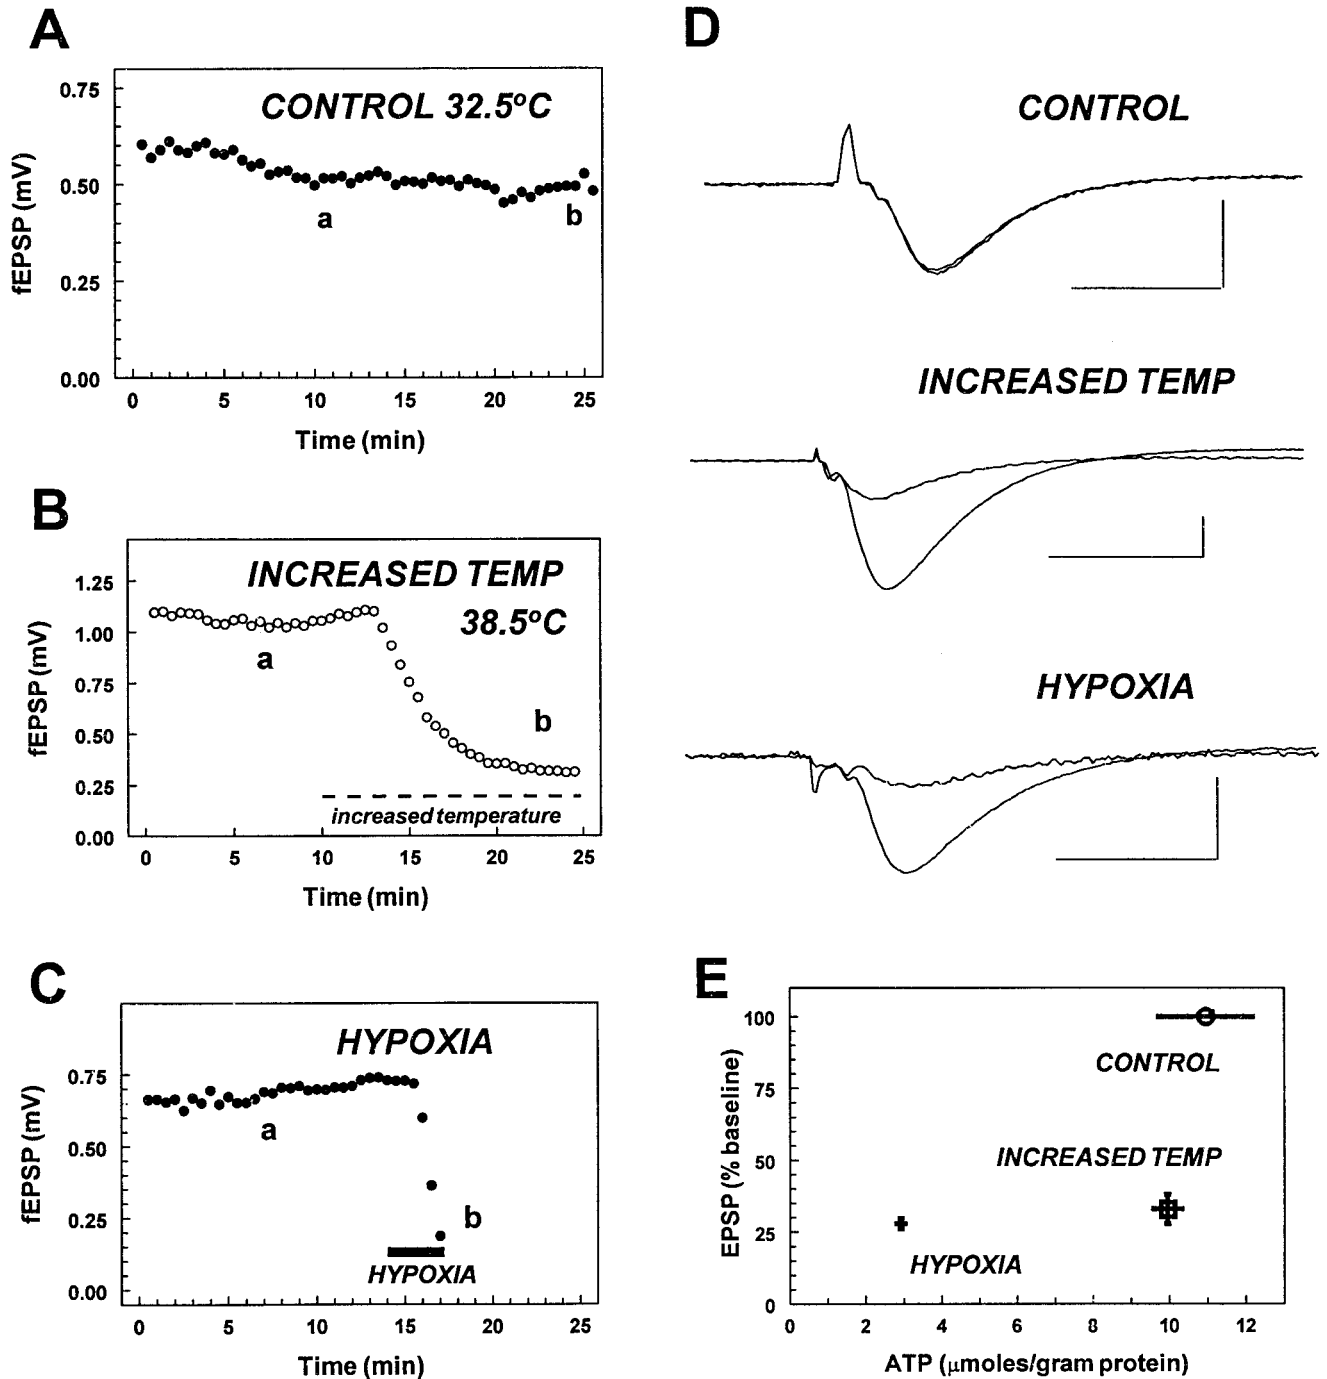 A
CONTROL 32.5ºC
0.75
0.50
0.25
0.00
fEPSP (mV)
a
b
0 5 10 15 20 25
Time (min)
B
INCREASED TEMP
38.5ºC
1.25
1.00
0.75
0.50
0.25
0.00
fEPSP (mV)
a
b
increased temperature
0 5 10 15 20 25
Time (min)
C
HYPOXIA
0.75
0.50
0.25
0.00
fEPSP (mV)
a
b
HYPOXIA
0 5 10 15 20 25
Time (min)
D
CONTROL
INCREASED TEMP
HYPOXIA
E
100
75
50
25
0
EPSP (% baseline)
CONTROL
INCREASED TEMP
HYPOXIA
0 2 4 6 8 10 12
ATP (μmoles/gram protein)